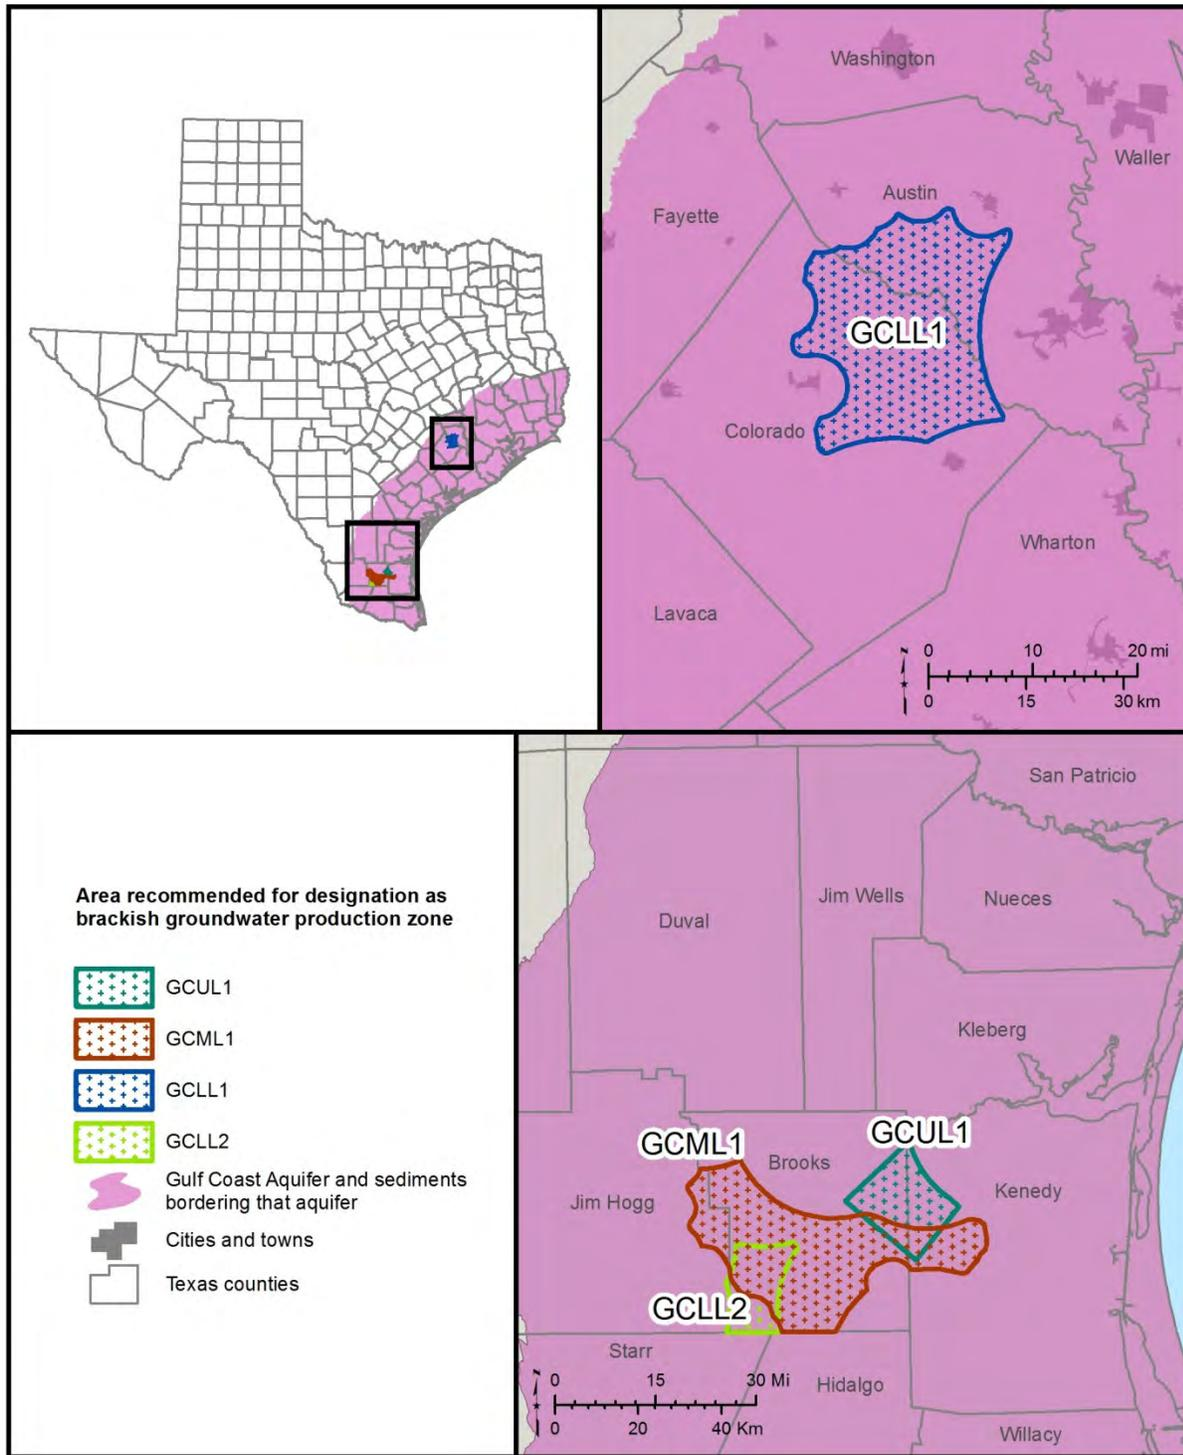 Washington
Waller
Austin
Fayette
GCLL1
Colorado
Wharton
Lavaca
N
0 10 20 mi
0 15 30 km
Area recommended for designation as
brackish groundwater production zone
GCUL1
GCML1
GCLL1
GCLL2
Gulf Coast Aquifer and sediments
bordering that aquifer
Cities and towns
Texas counties
San Patricio
Jim Wells
Nueces
Duval
Kleberg
GCUL1
GCML1
Brooks
Kenedy
Jim Hogg
GCLL2
Starr
N
0 15 30 Mi
0 20 40 Km
Hidalgo
Willacy